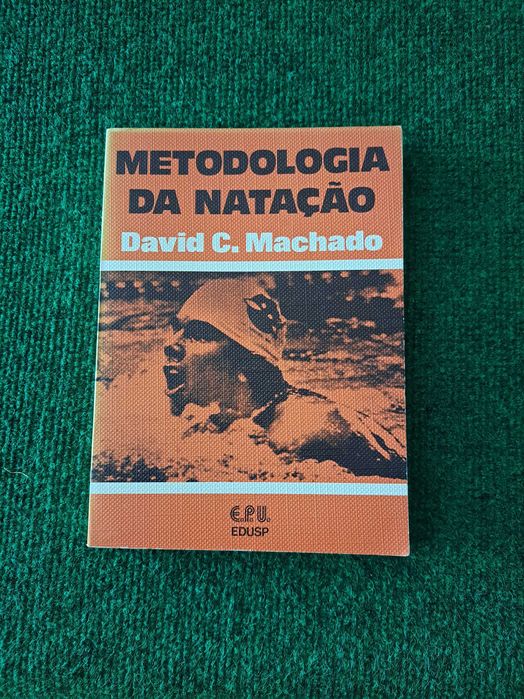 METODOLOGIA
DA NATAÇÃO
David C. Machado
E.P.U.
EDUSP